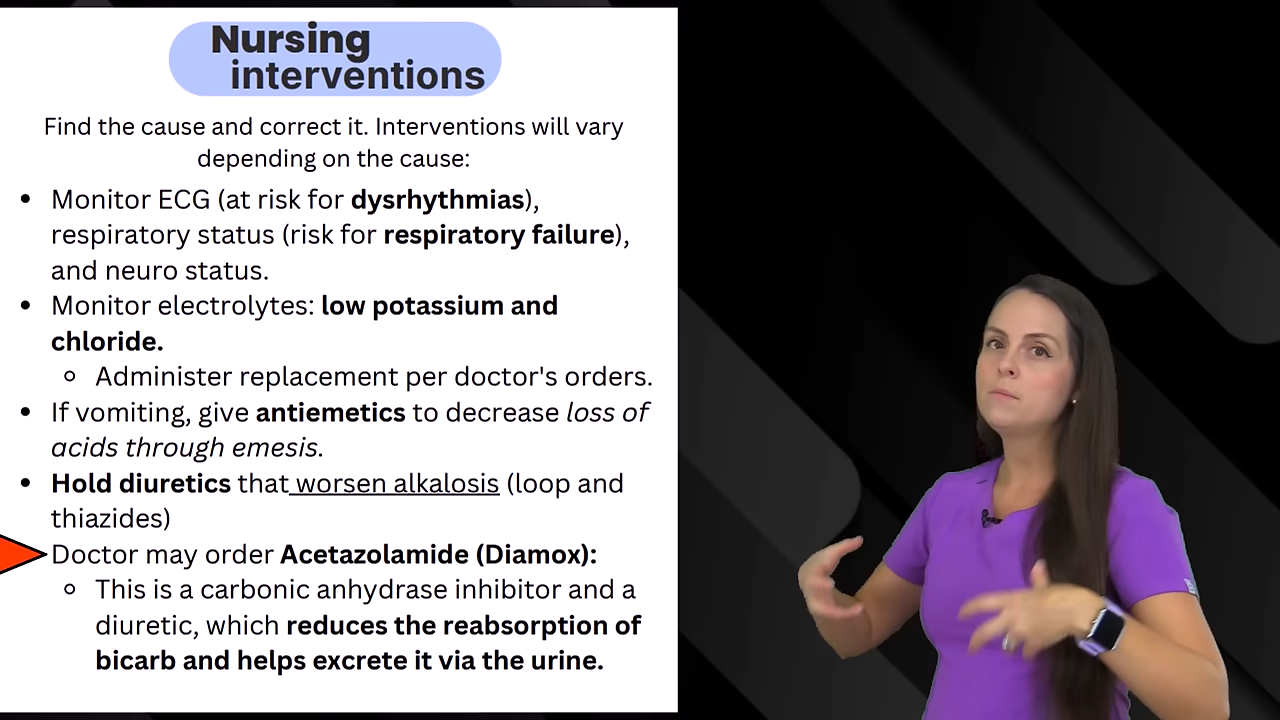 Nursing
interventions
Find the cause and correct it. Interventions will vary
depending on the cause:
• Monitor ECG (at risk for dysrhythmias),
respiratory status (risk for respiratory failure),
and neuro status.
• Monitor electrolytes: low potassium and
chloride.
○ Administer replacement per doctor's orders.
• If vomiting, give antiemetics to decrease loss of
acids through emesis.
• Hold diuretics that worsen alkalosis (loop and
thiazides)
Doctor may order Acetazolamide (Diamox):
○ This is a carbonic anhydrase inhibitor and a
diuretic, which reduces the reabsorption of
bicarb and helps excrete it via the urine.